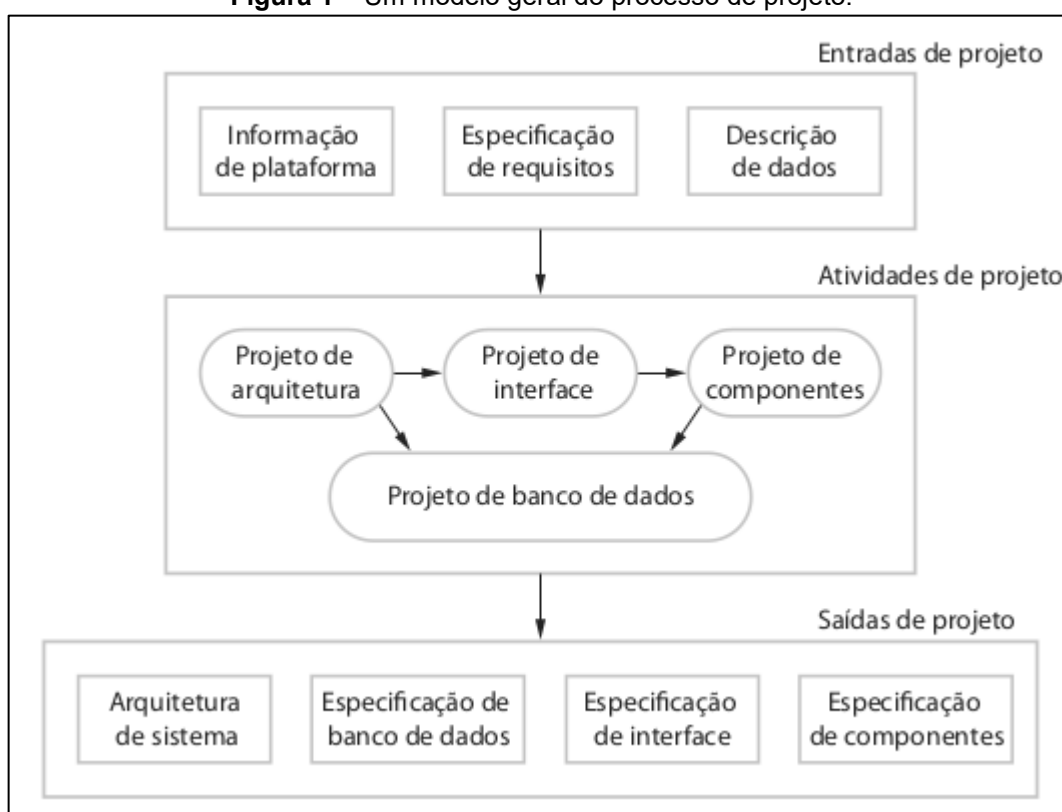 Figura 1 – Um modelo geral do processo de projeto.
Entradas de projeto
Informação
de plataforma
Especificação
de requisitos
Descrição
de dados
Atividades de projeto
Projeto de
arquitetura
Projeto de
interface
Projeto de
componentes
Projeto de banco de dados
Saídas de projeto
Arquitetura
de sistema
Especificação de
banco de dados
Especificação
de interface
Especificação
de componentes